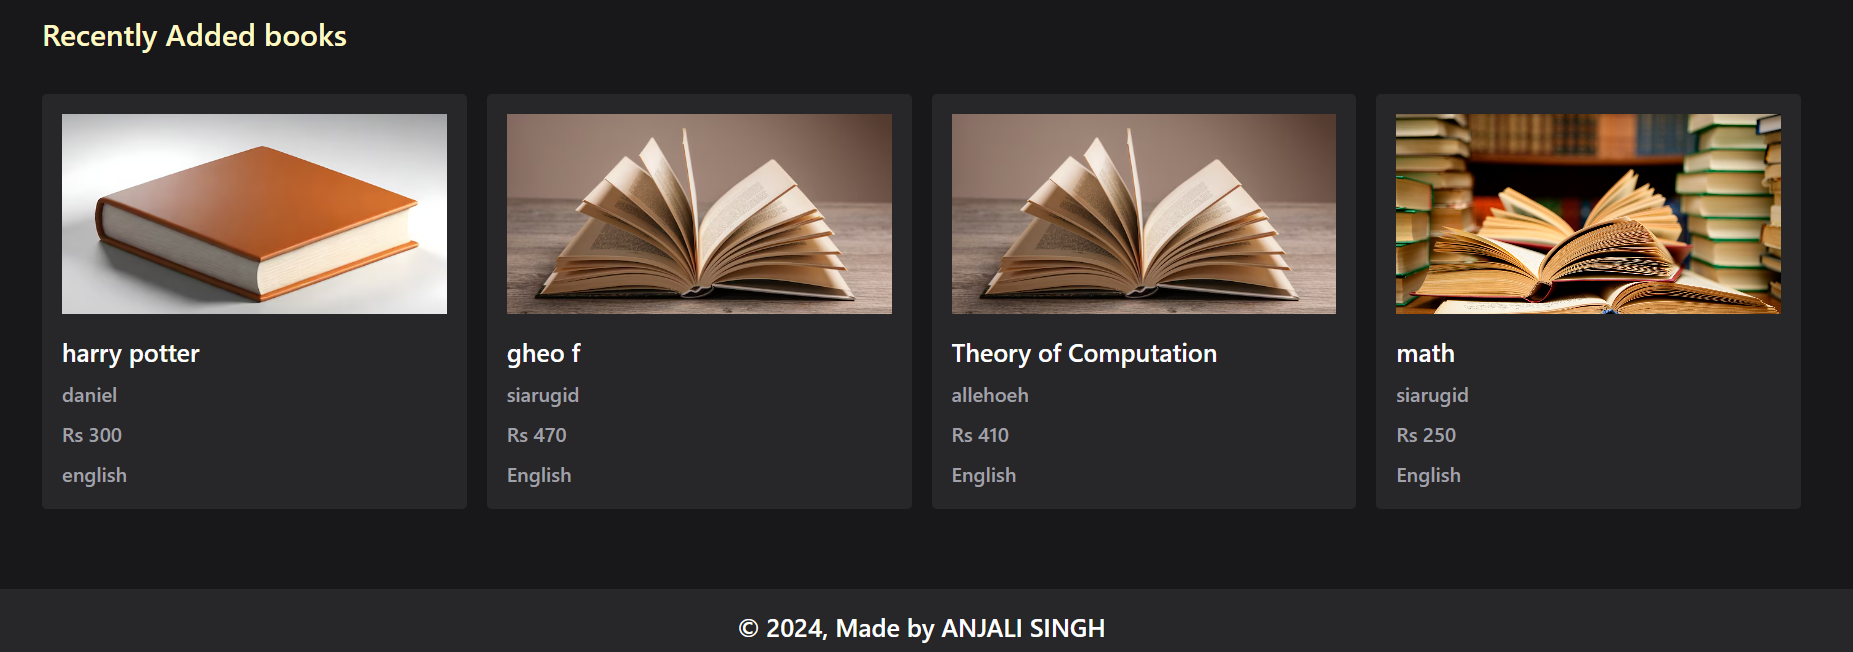 Recently Added books
harry potter
daniel
Rs 300
english
gheo f
siarugid
Rs 470
English
Theory of Computation
allehoeh
Rs 410
English
math
siarugid
Rs 250
English
© 2024, Made by ANJALI SINGH